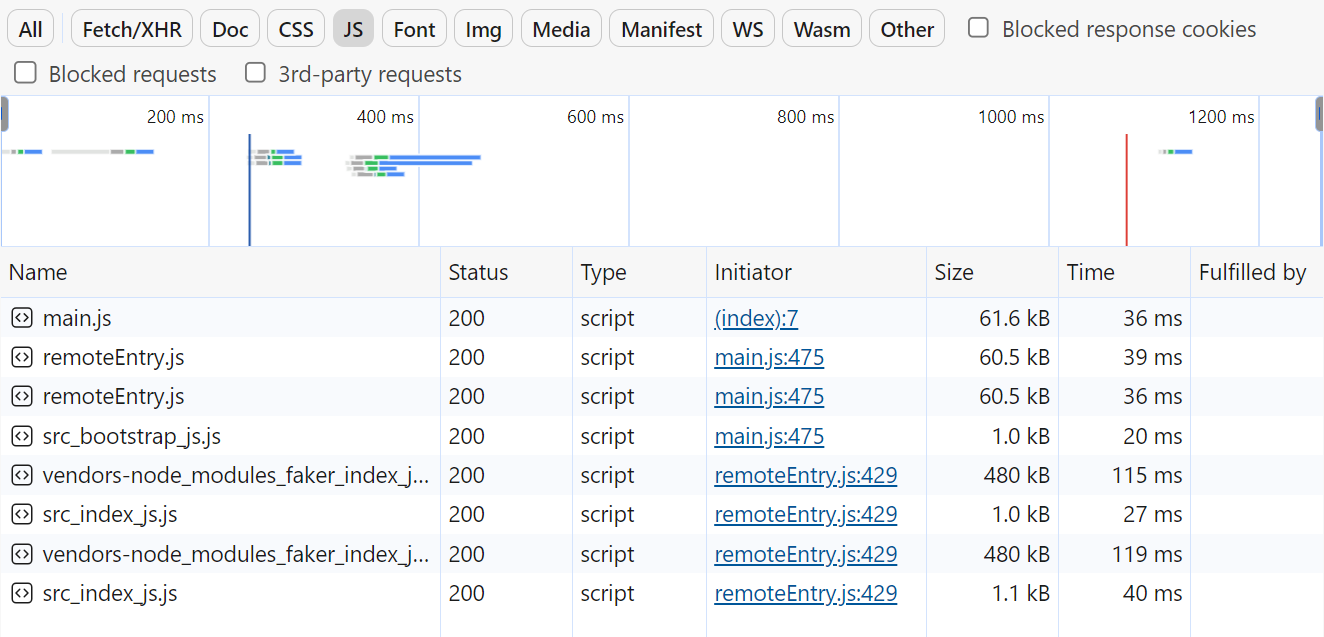 All Fetch/XHR Doc CSS JS Font Img Media Manifest WS Wasm Other Blocked response cookies
Blocked requests 3rd-party requests
200 ms 400 ms 600 ms 800 ms 1000 ms 1200 ms
Name Status Type Initiator Size Time Fulfilled by
main.js 200 script (index):7 61.6 kB 36 ms
remoteEntry.js 200 script main.js:475 60.5 kB 39 ms
remoteEntry.js 200 script main.js:475 60.5 kB 36 ms
src_bootstrap_js.js 200 script main.js:475 1.0 kB 20 ms
vendors-node_modules_faker_index_j... 200 script remoteEntry.js:429 480 kB 115 ms
src_index_js.js 200 script remoteEntry.js:429 1.0 kB 27 ms
vendors-node_modules_faker_index_j... 200 script remoteEntry.js:429 480 kB 119 ms
src_index_js.js 200 script remoteEntry.js:429 1.1 kB 40 ms